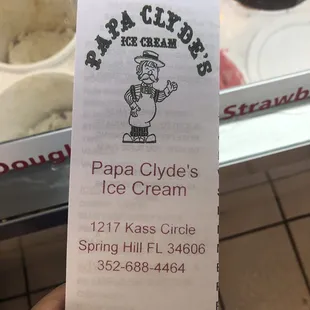 PAPA CLYDE'S
ICE CREAM
Papa Clyde's
Ice Cream
1217 Kass Circle
Spring Hill FL 34606
352-688-4464
Dough
Strawb